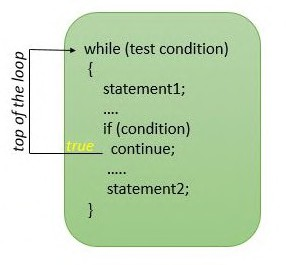 top of the loop
while (test condition)
{
statement1;
....
if (condition)
true
continue;
.....
statement2;
}